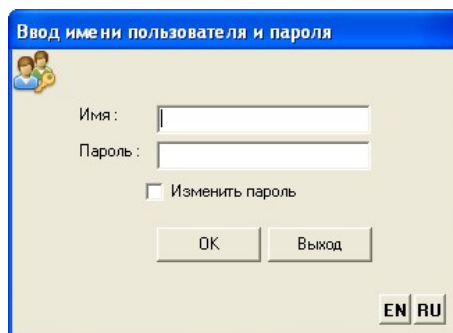 Ввод имени пользователя и пароля
Имя :
Пароль :
Изменить пароль
OK Выход
EN RU